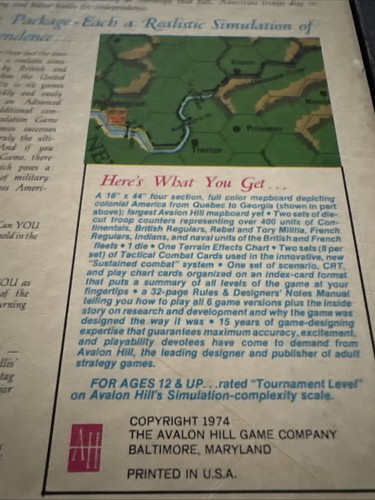 Package - Each a Realistic Simulation of
pendence...
Easton
Princeton
Trenton
Here's What You Get...
A 16" x 44" four section, full color mapboard depicting
colonial America from Quebec to Georgia (shown in part
above); largest Avalon Hill mapboard yet • Two sets of die-
cut troop counters representing over 400 units of Con-
tinentals, British Regulars, Rebel and Tory Militia, French
Regulars, Indians, and naval units of the British and French
fleets • 1 die • One Terrain Effects Chart • Two sets (8 per
set) of Tactical Combat Cards used in the innovative, new
"Sustained combat" system • One set of scenario, CRT,
and play chart cards organized on an index-card format
that puts a summary of all levels of the game at your
fingertips • a 32-page Rules & Designers' Notes Manual
telling you how to play all 6 game versions plus the inside
story on research and development and why the game was
designed the way it was • 15 years of game-designing
expertise that guarantees maximum accuracy, excitement,
and playability devotees have come to demand from
Avalon Hill, the leading designer and publisher of adult
strategy games.
FOR AGES 12 & UP...rated "Tournament Level"
on Avalon Hill's Simulation-complexity scale.
AH
COPYRIGHT 1974
THE AVALON HILL GAME COMPANY
BALTIMORE, MARYLAND
PRINTED IN U.S.A.